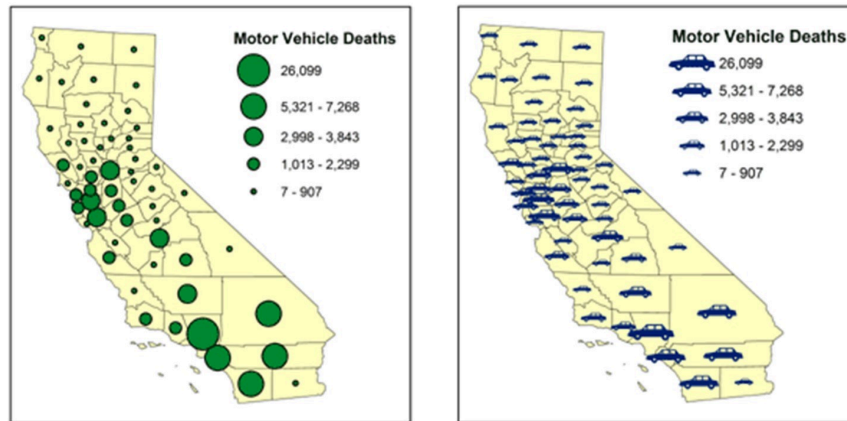 Motor Vehicle Deaths
26,099
5,321 - 7,268
2,998 - 3,843
1,013 - 2,299
7 - 907
Motor Vehicle Deaths
26,099
5,321 - 7,268
2,998 - 3,843
1,013 - 2,299
7 - 907